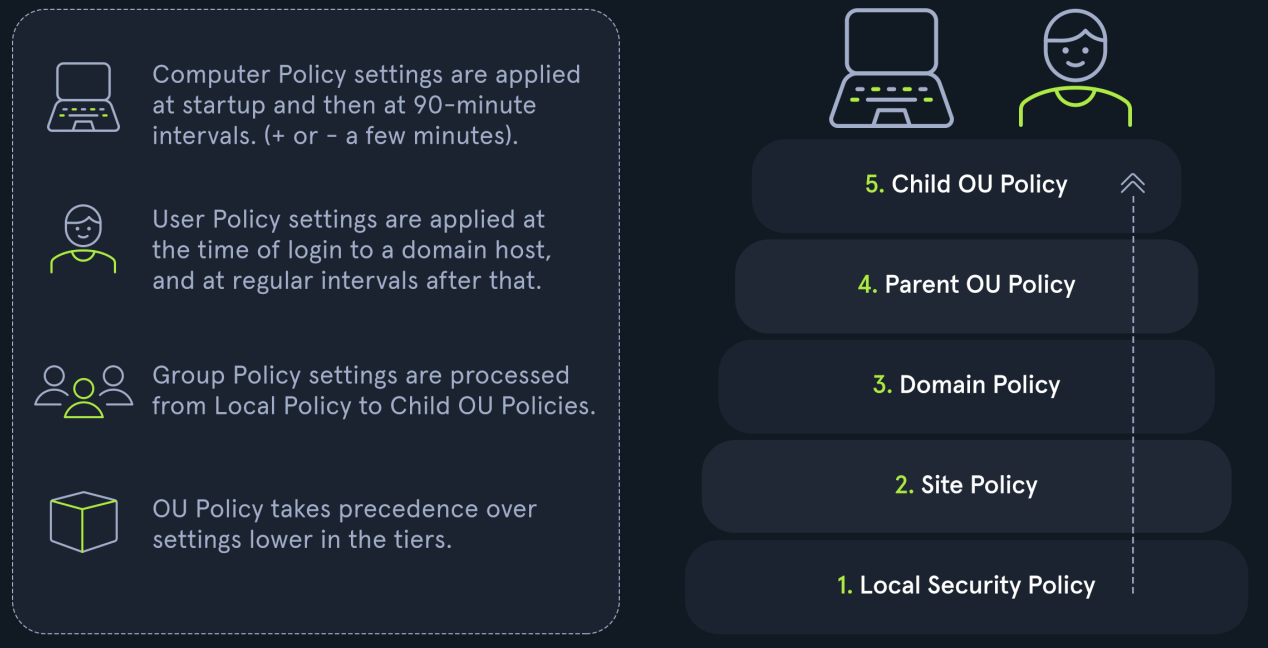 Computer Policy settings are applied
at startup and then at 90-minute
intervals. (+ or - a few minutes).
User Policy settings are applied at
the time of login to a domain host,
and at regular intervals after that.
Group Policy settings are processed
from Local Policy to Child OU Policies.
OU Policy takes precedence over
settings lower in the tiers.
5. Child OU Policy
4. Parent OU Policy
3. Domain Policy
2. Site Policy
1. Local Security Policy